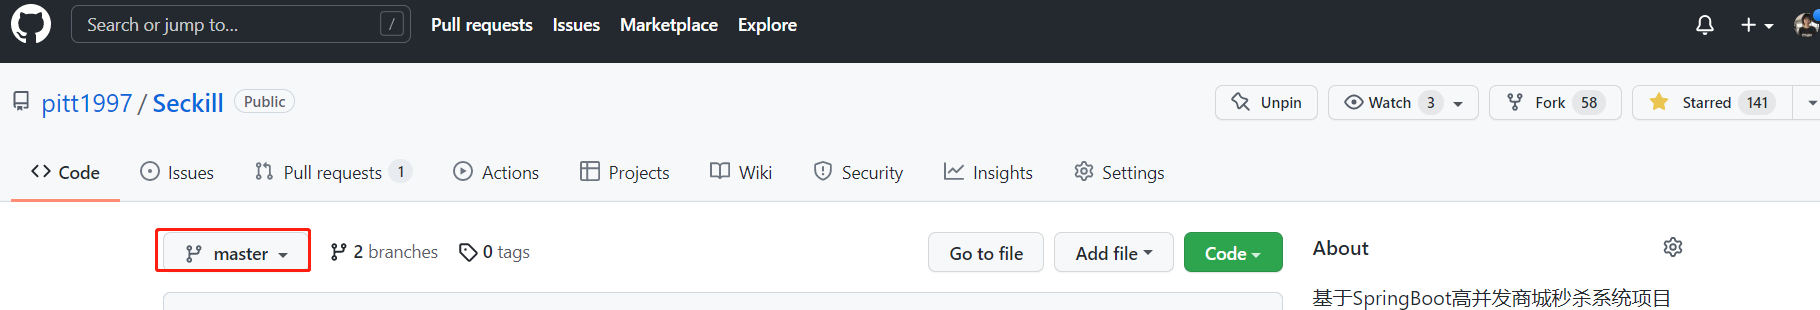 Search or jump to... / Pull requests Issues Marketplace Explore
pitt1997 / Seckill Public Unpin Watch 3 Fork 58 Starred 141
Code Issues Pull requests 1 Actions Projects Wiki Security Insights Settings
master 2 branches 0 tags Go to file Add file Code About
基于SpringBoot高并发商城秒杀系统项目